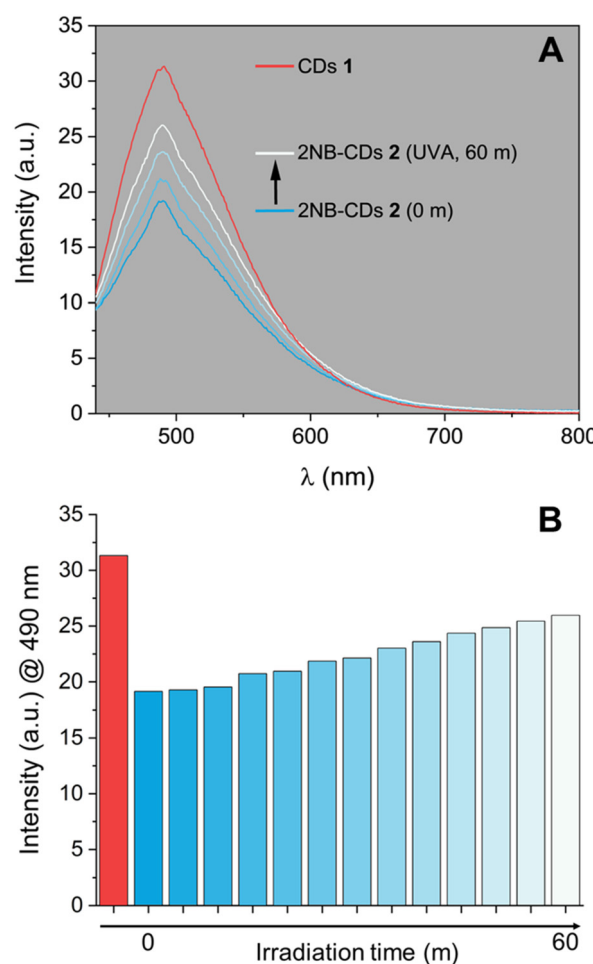 A
35
30
25
20
15
10
5
0
Intensity (a.u.)
CDs 1
2NB-CDs 2 (UVA, 60 m)
2NB-CDs 2 (0 m)
500 600 700 800
λ (nm)
B
35
30
25
20
15
10
5
0
Intensity (a.u.) @ 490 nm
0 60
Irradiation time (m)